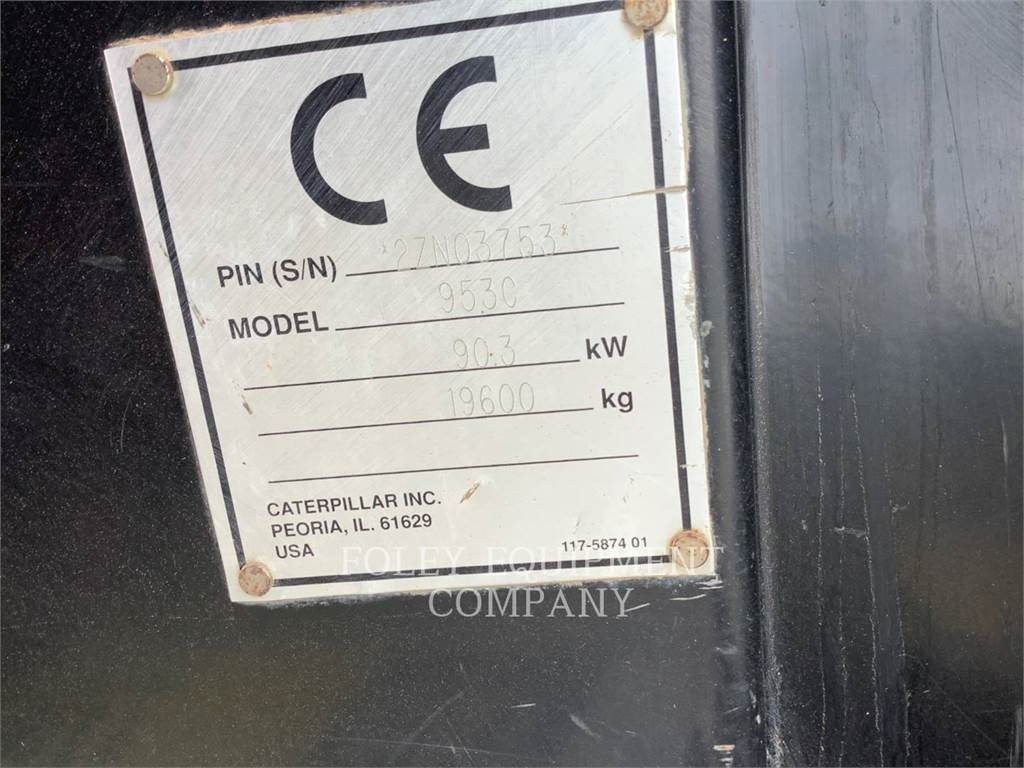 CE
PIN (S/N) *2ZN03753*
MODEL 953C
90.3 kW
19600 kg
CATERPILLAR INC.
PEORIA, IL. 61629
USA
117-5874 01
FOLEY EQUIPMENT
COMPANY